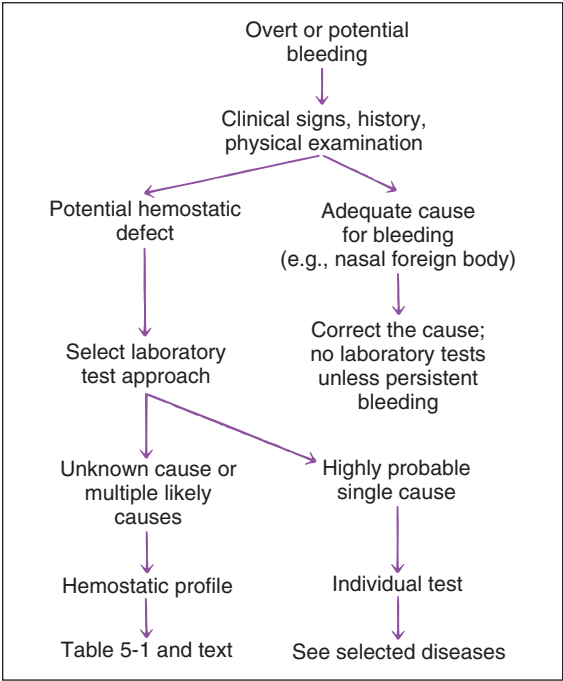 Overt or potential
bleeding
Clinical signs, history,
physical examination
Potential hemostatic
defect
Adequate cause
for bleeding
(e.g., nasal foreign body)
Select laboratory
test approach
Correct the cause;
no laboratory tests
unless persistent
bleeding
Unknown cause or
multiple likely
causes
Highly probable
single cause
Hemostatic profile
Individual test
Table 5-1 and text
See selected diseases